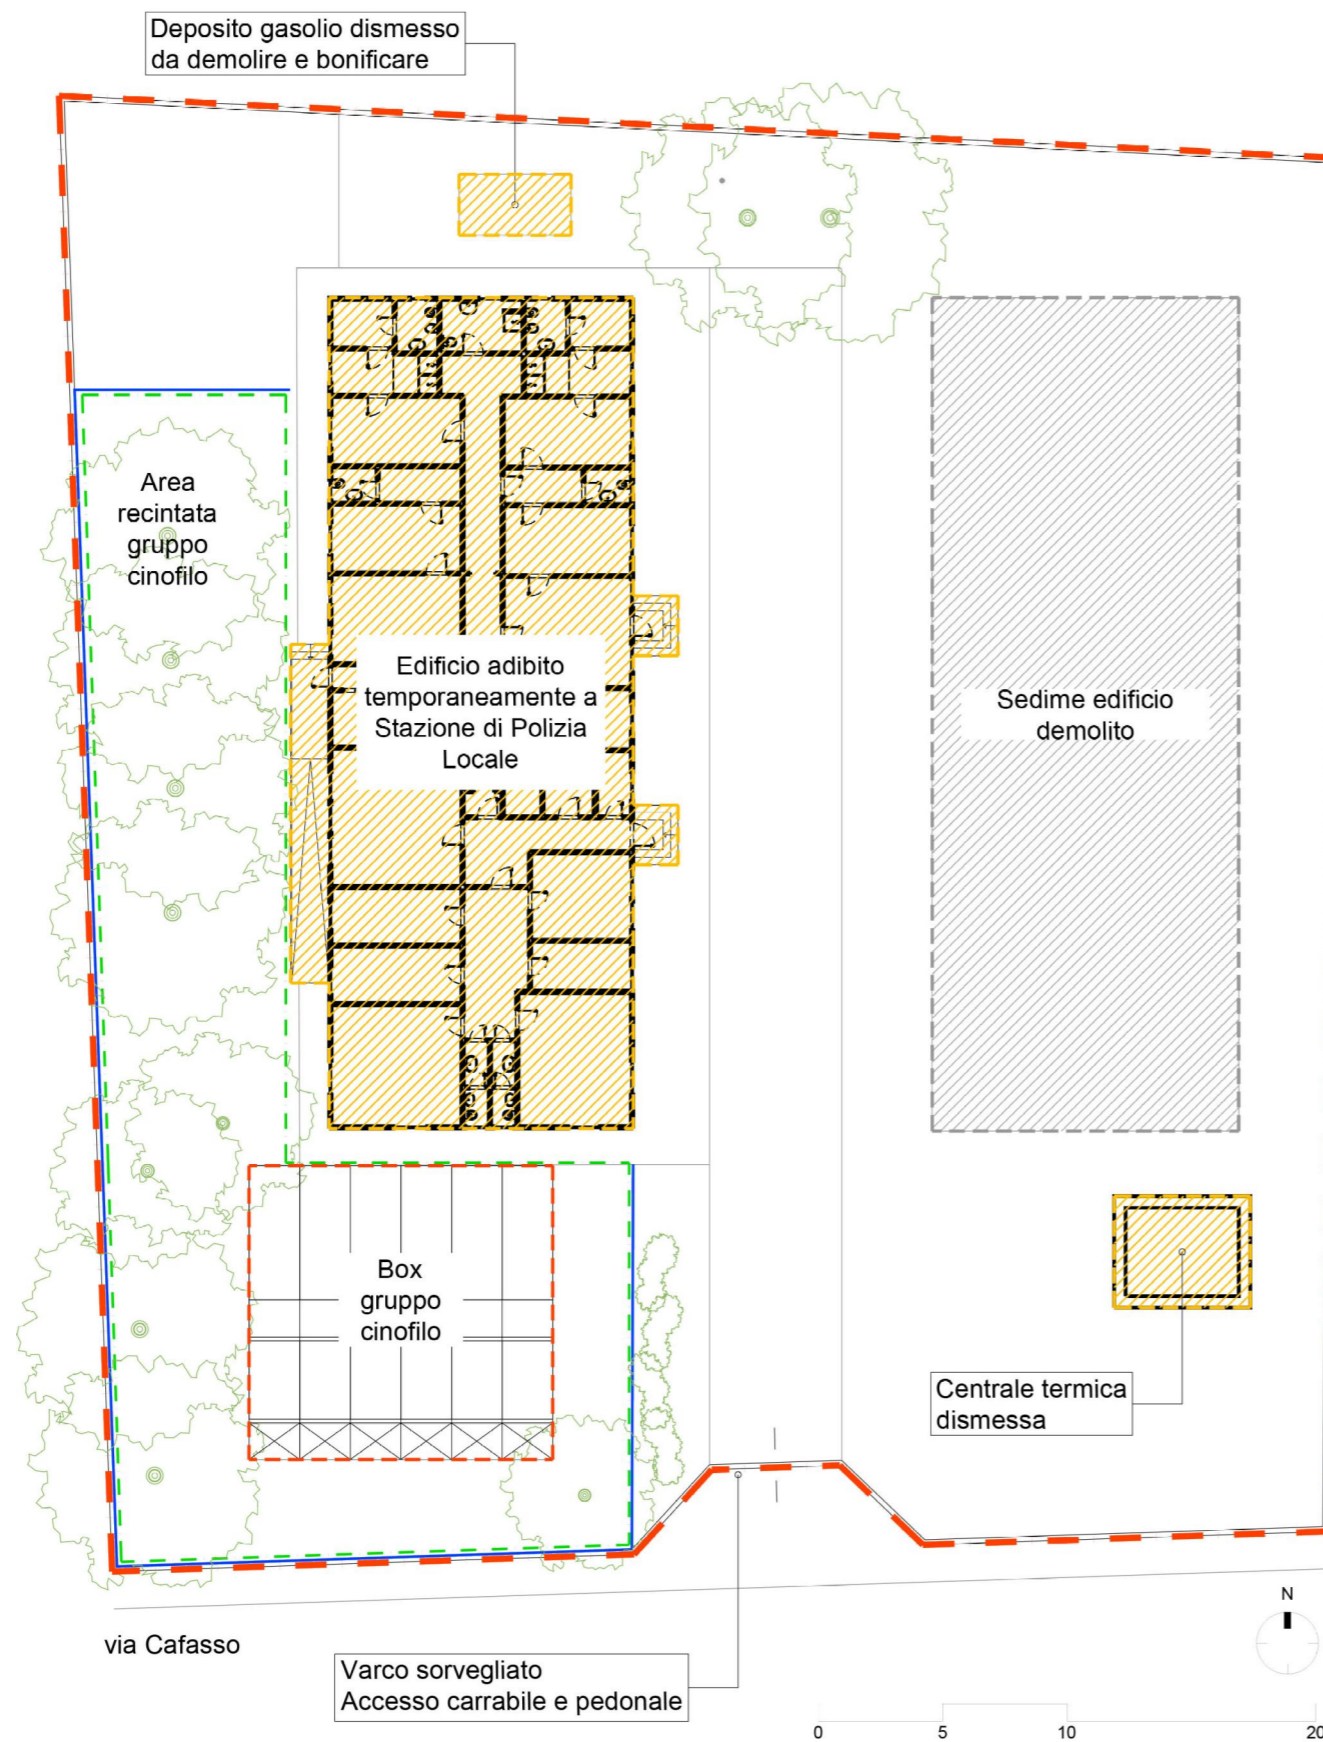 Deposito gasolio dismesso
da demolire e bonificare
Area
recintata
gruppo
cinofilo
Edificio adibito
temporaneamente a
Stazione di Polizia
Locale
Sedime edificio
demolito
Box
gruppo
cinofilo
Centrale termica
dismessa
via Cafasso
Varco sorvegliato
Accesso carrabile e pedonale
N
0 5 10 20